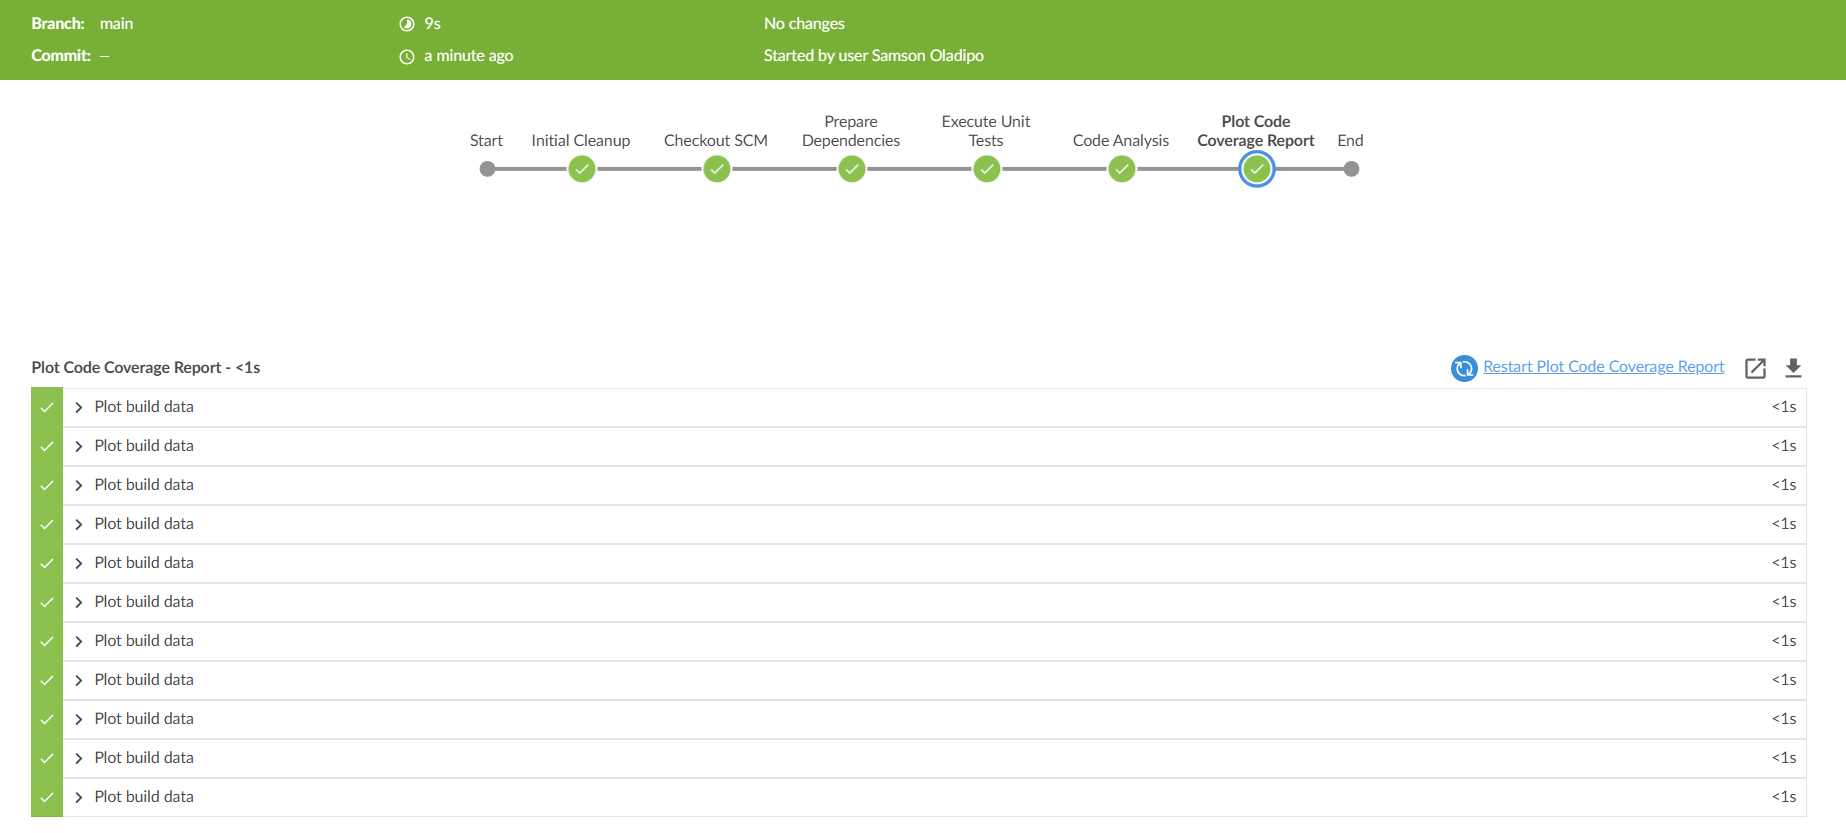 Branch: main
9s
No changes
Commit: –
a minute ago
Started by user Samson Oladipo
Start
Initial Cleanup
Checkout SCM
Prepare
Dependencies
Execute Unit
Tests
Code Analysis
Plot Code
Coverage Report
End
Plot Code Coverage Report - <1s
Restart Plot Code Coverage Report
Plot build data <1s
Plot build data <1s
Plot build data <1s
Plot build data <1s
Plot build data <1s
Plot build data <1s
Plot build data <1s
Plot build data <1s
Plot build data <1s
Plot build data <1s
Plot build data <1s